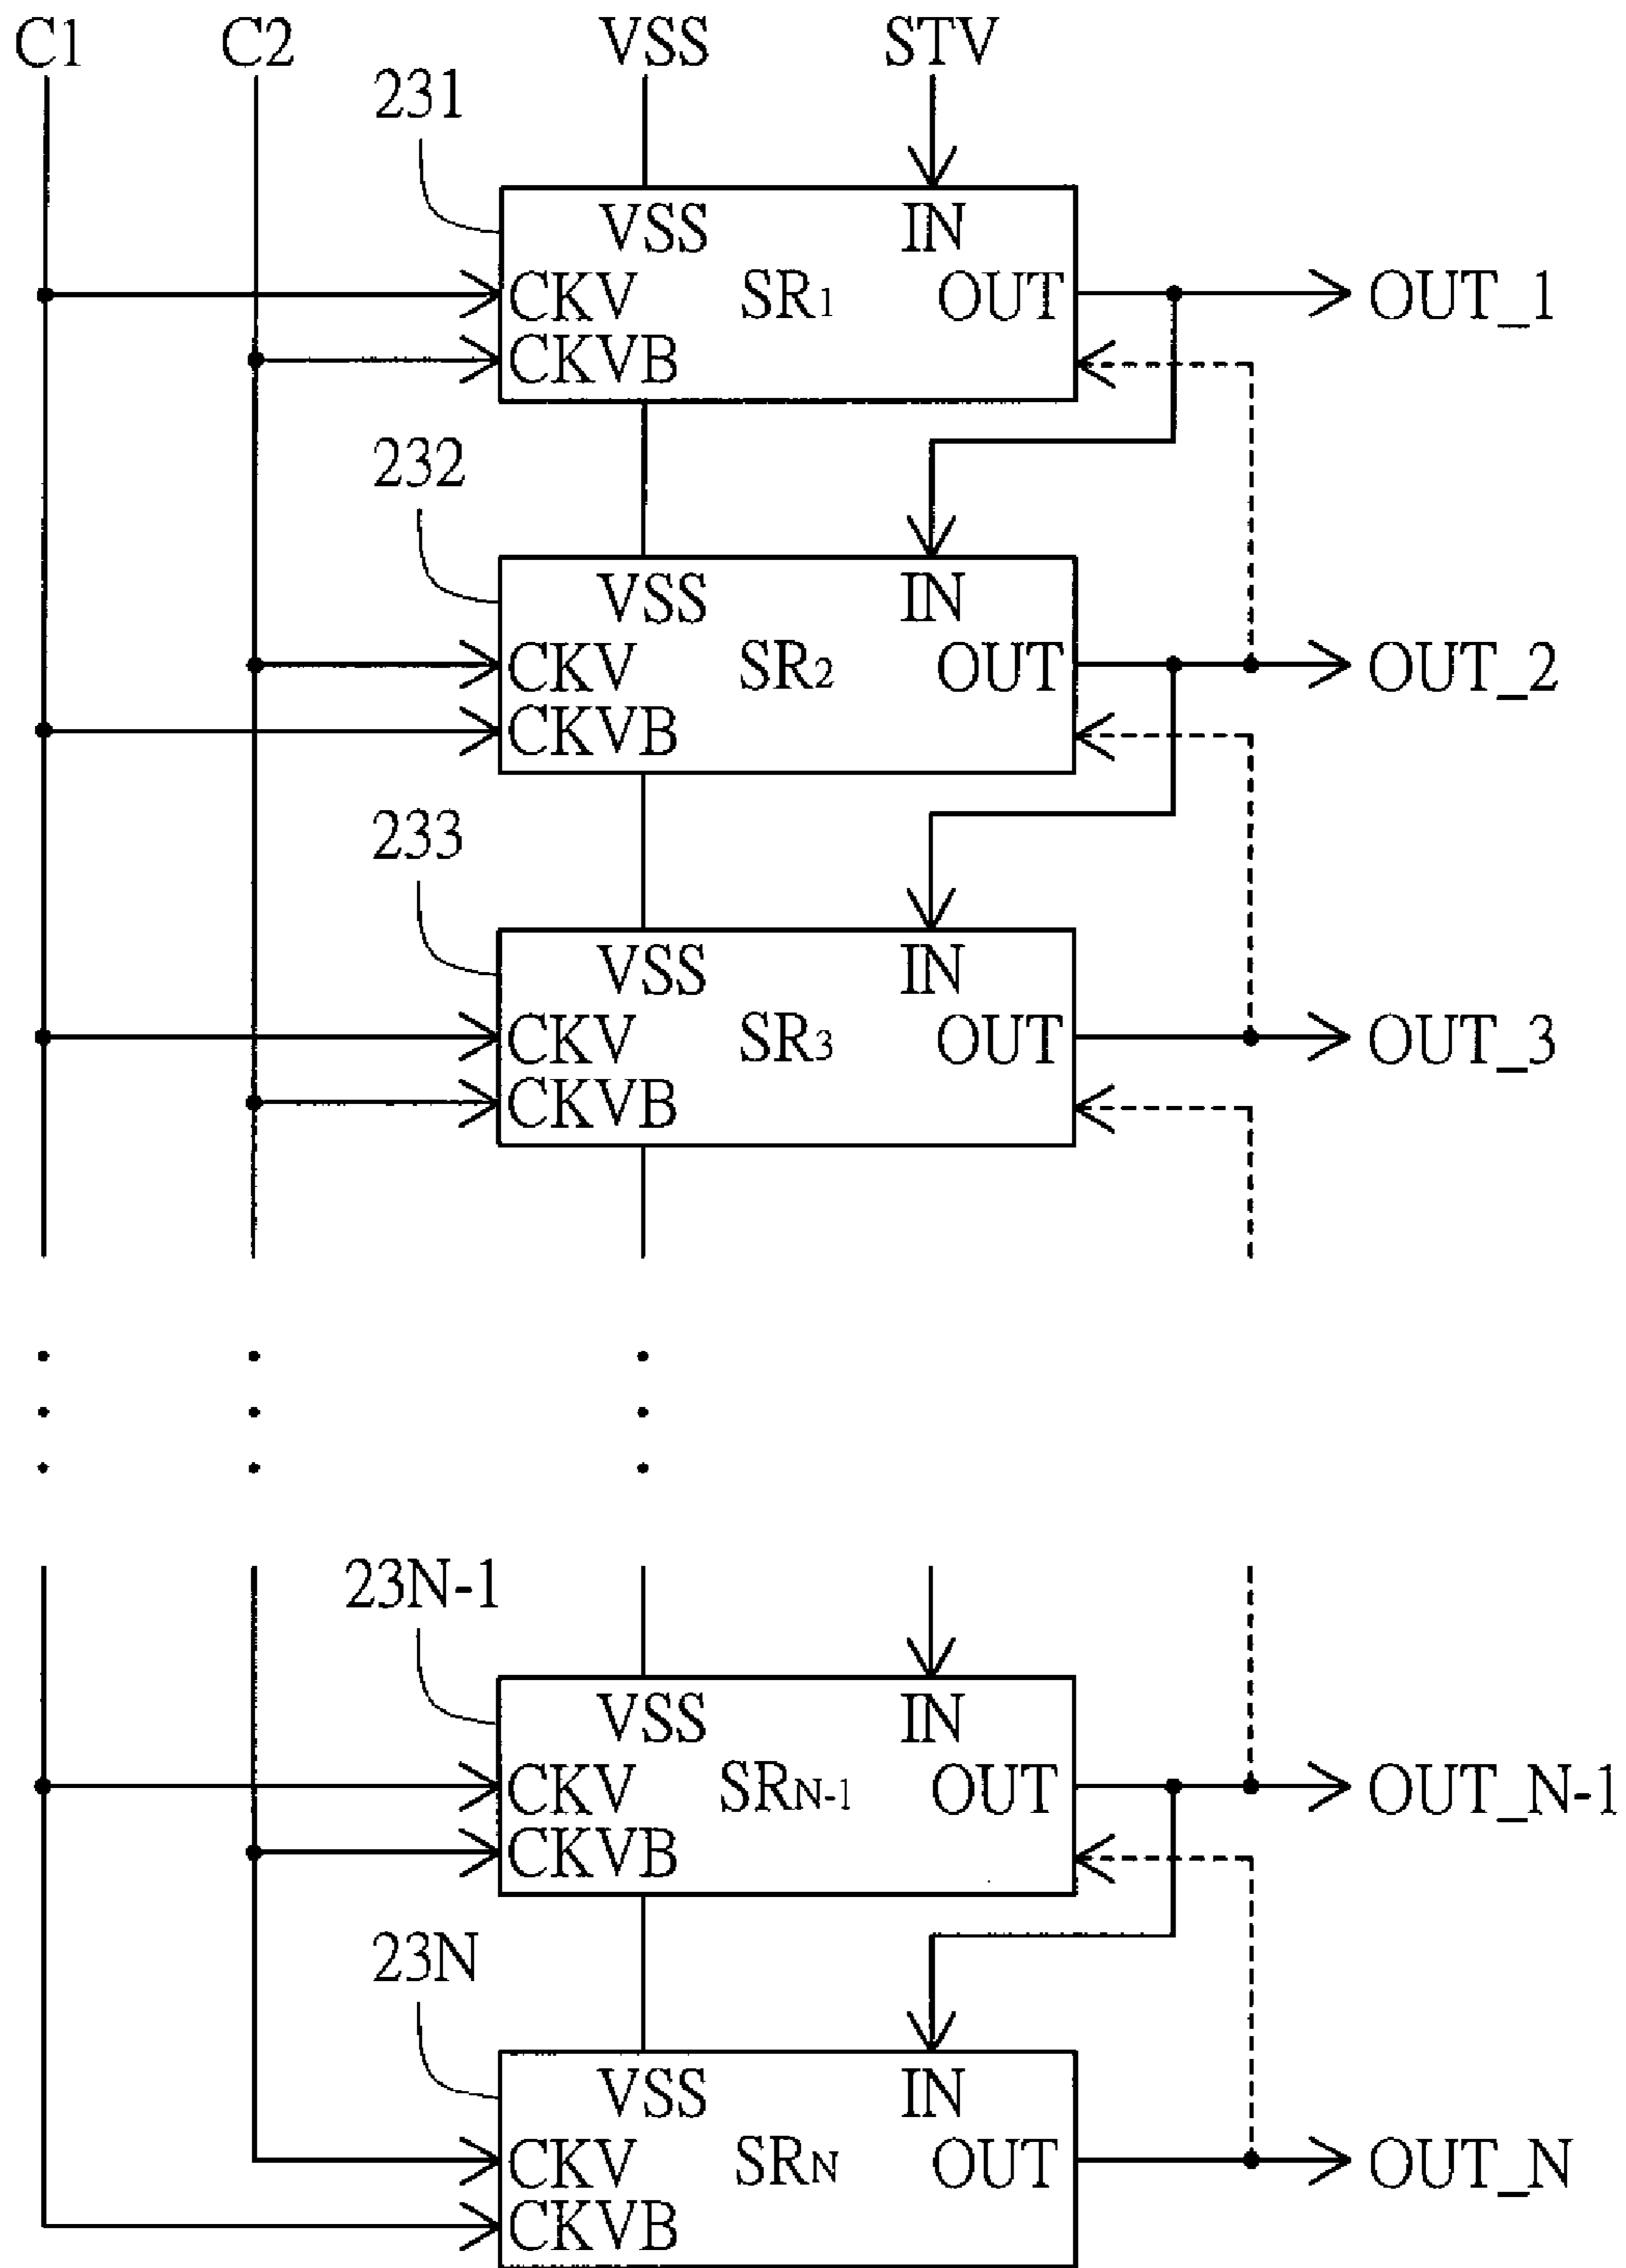 C1 C2 VSS STV
231
VSS IN
CKV SR1 OUT OUT_1
CKVB
232
VSS IN
CKV SR2 OUT OUT_2
CKVB
233
VSS IN
CKV SR3 OUT OUT_3
CKVB
23N-1
VSS IN
CKV SRN-1 OUT OUT_N-1
CKVB
23N
VSS IN
CKV SRN OUT OUT_N
CKVB